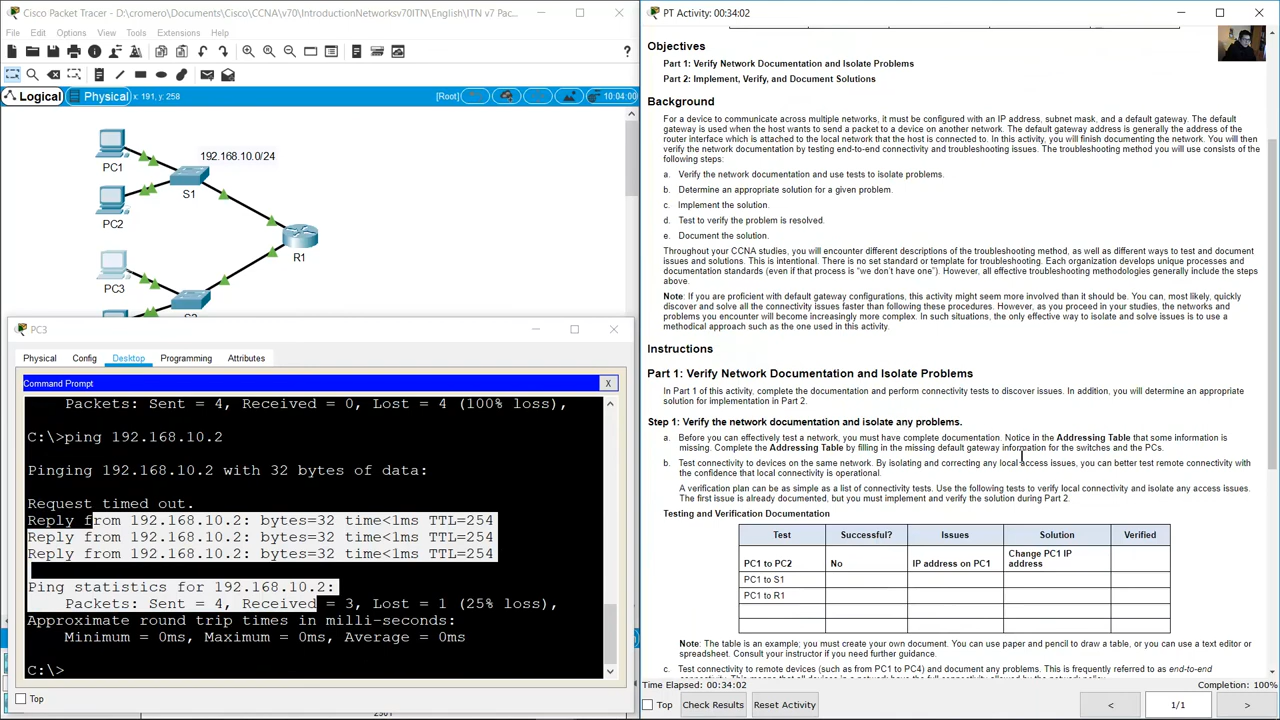 Cisco Packet Tracer - C:\Users\cromero\Documents\Cisco\CCNA\v70\IntroductionNetworksv70ITN\English\ITN v7 Pac...
File Edit Options View Tools Extensions Help
Logical Physical x: 191, y: 258 [Root] 10:04:00
PC1
192.168.10.0/24
S1
PC2
R1
PC3
PC3
Physical Config Desktop Programming Attributes
Command Prompt X
Packets: Sent = 4, Received = 0, Lost = 4 (100% loss),
C:\>ping 192.168.10.2
Pinging 192.168.10.2 with 32 bytes of data:
Request timed out.
Reply from 192.168.10.2: bytes=32 time<1ms TTL=254
Reply from 192.168.10.2: bytes=32 time<1ms TTL=254
Reply from 192.168.10.2: bytes=32 time<1ms TTL=254
Ping statistics for 192.168.10.2:
Packets: Sent = 4, Received = 3, Lost = 1 (25% loss),
Approximate round trip times in milli-seconds:
Minimum = 0ms, Maximum = 0ms, Average = 0ms
C:\>
Top
PT Activity: 00:34:02
Objectives
Part 1: Verify Network Documentation and Isolate Problems
Part 2: Implement, Verify, and Document Solutions
Background
For a device to communicate across multiple networks, it must be configured with an IP address, subnet mask, and a default gateway. The default
gateway is used when the host wants to send a packet to a device on another network. The default gateway address is generally the address of the
router interface which is attached to the local network that the host is connected to. In this activity, you will finish documenting the network. You will then
verify the network documentation by testing end-to-end connectivity and troubleshooting issues. The troubleshooting method you will use consists of the
following steps:
a. Verify the network documentation and use tests to isolate problems.
b. Determine an appropriate solution for a given problem.
c. Implement the solution.
d. Test to verify the problem is resolved.
e. Document the solution.
Throughout your CCNA studies, you will encounter different descriptions of the troubleshooting method, as well as different ways to test and document
issues and solutions. This is intentional. There is no set standard or template for troubleshooting. Each organization develops unique processes and
documentation standards (even if that process is “we don’t have one”). However, all effective troubleshooting methodologies generally include the steps
above.
Note: If you are proficient with default gateway configurations, this activity might seem more involved than it should be. You can, most likely, quickly
discover and solve all the connectivity issues faster than following these procedures. However, as you proceed in your studies, the networks and
problems you encounter will become increasingly more complex. In such situations, the only effective way to isolate and solve issues is to use a
methodical approach such as the one used in this activity.
Instructions
Part 1: Verify Network Documentation and Isolate Problems
In Part 1 of this activity, complete the documentation and perform connectivity tests to discover issues. In addition, you will determine an appropriate
solution for implementation in Part 2.
Step 1: Verify the network documentation and isolate any problems.
a. Before you can effectively test a network, you must have complete documentation. Notice in the Addressing Table that some information is
missing. Complete the Addressing Table by filling in the missing default gateway information for the switches and the PCs.
b. Test connectivity to devices on the same network. By isolating and correcting any local access issues, you can better test remote connectivity with
the confidence that local connectivity is operational.
A verification plan can be as simple as a list of connectivity tests. Use the following tests to verify local connectivity and isolate any access issues.
The first issue is already documented, but you must implement and verify the solution during Part 2.
Testing and Verification Documentation
Test Successful? Issues Solution Verified
PC1 to PC2 No IP address on PC1 Change PC1 IP address
PC1 to S1
PC1 to R1
Note: The table is an example; you must create your own document. You can use paper and pencil to draw a table, or you can use a text editor or
spreadsheet. Consult your instructor if you need further guidance.
c. Test connectivity to remote devices (such as from PC1 to PC4) and document any problems. This is frequently referred to as end-to-end
Time Elapsed: 00:34:02 Completion: 100%
Top Check Results Reset Activity < 1/1 >